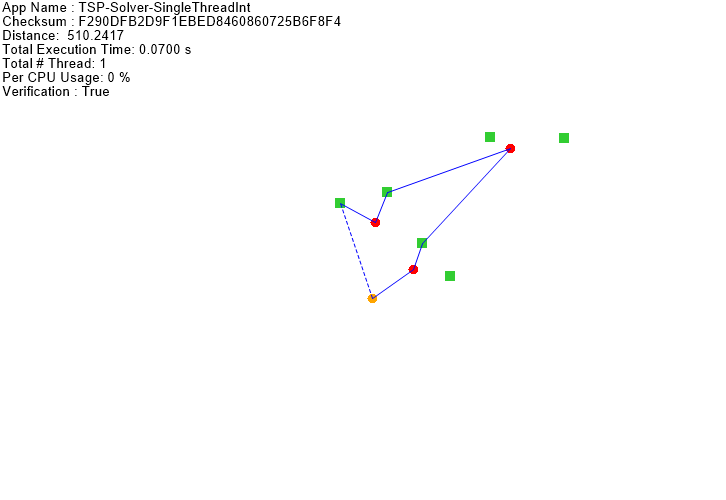 App Name : TSP-Solver-SingleThreadInt
Checksum : F290DFB2D9F1EBED8460860725B6F8F4
Distance:  510.2417
Total Execution Time: 0.0700 s
Total # Thread: 1
Per CPU Usage: 0 %
Verification : True